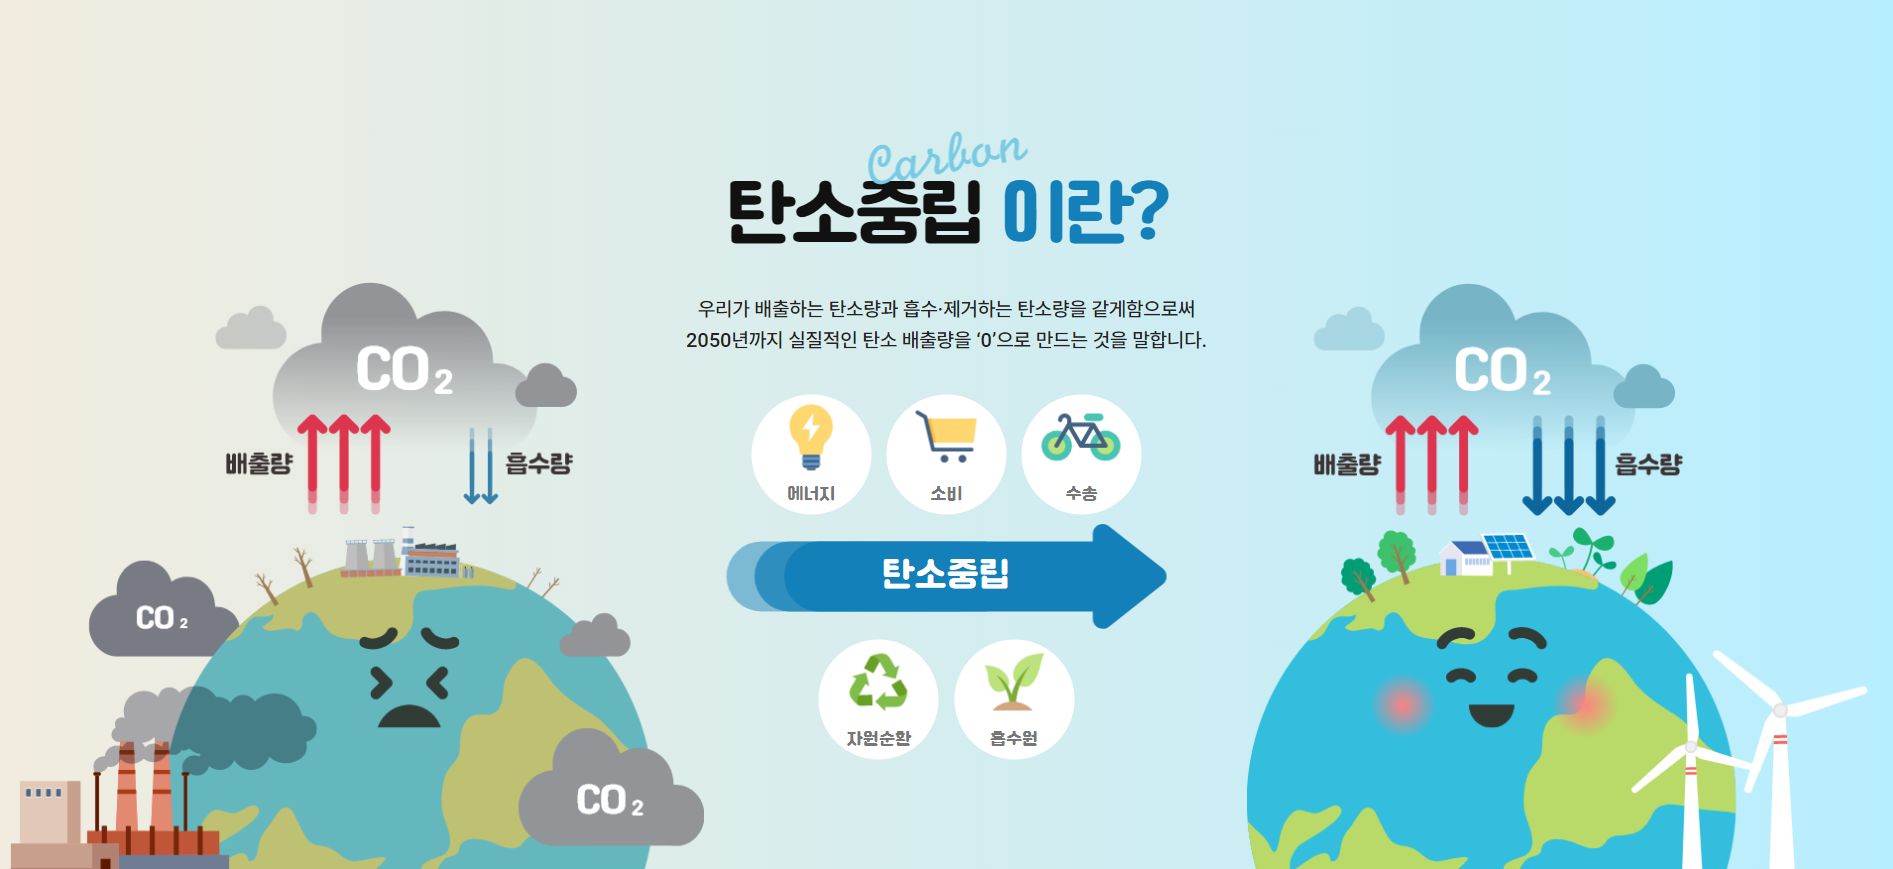 Carbon
탄소중립 이란?
우리가 배출하는 탄소량과 흡수·제거하는 탄소량을 같게함으로써
2050년까지 실질적인 탄소 배출량을 ‘0’으로 만드는 것을 말합니다.
CO2
배출량
흡수량
CO2
CO2
에너지
소비
수송
탄소중립
자원순환
흡수원
CO2
배출량
흡수량